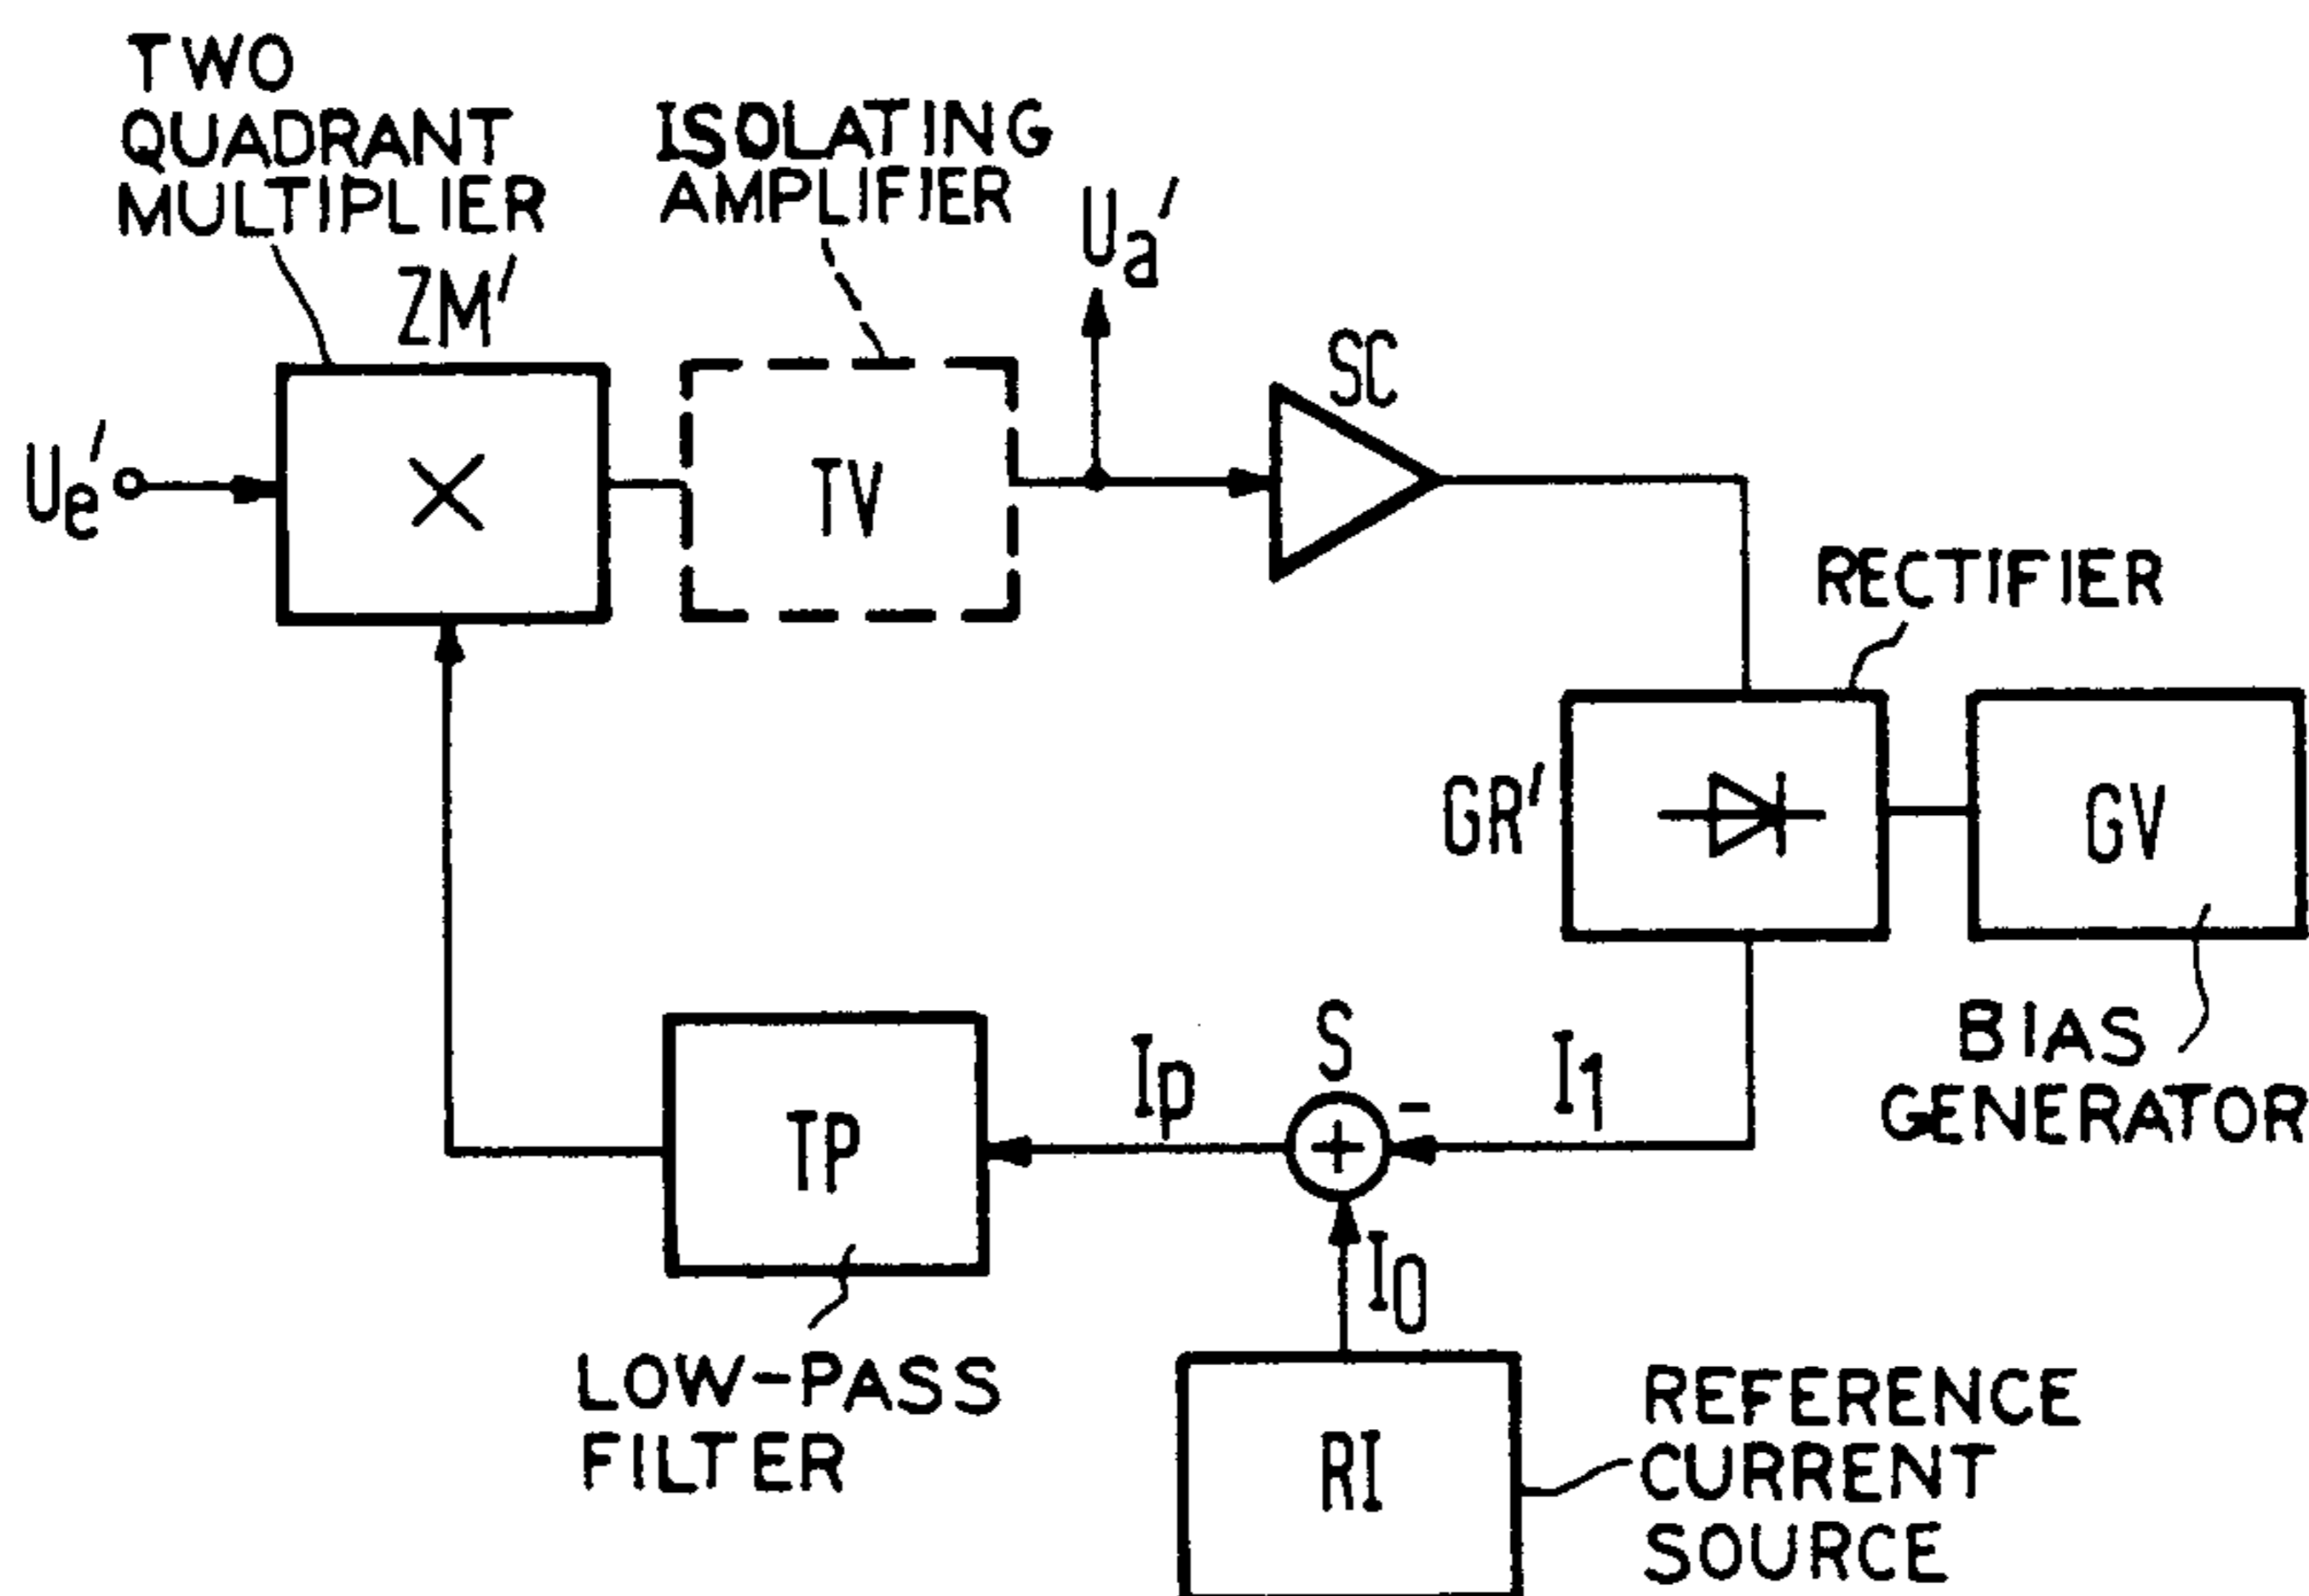 TWO
QUADRANT
MULTIPLIER
ISOLATING
AMPLIFIER
ZM'
Ua'
SC
Ue'
×
TV
RECTIFIER
GR'
GV
BIAS
GENERATOR
S
Ip
-
I1
+
TP
I0
LOW-PASS
FILTER
RI
REFERENCE
CURRENT
SOURCE